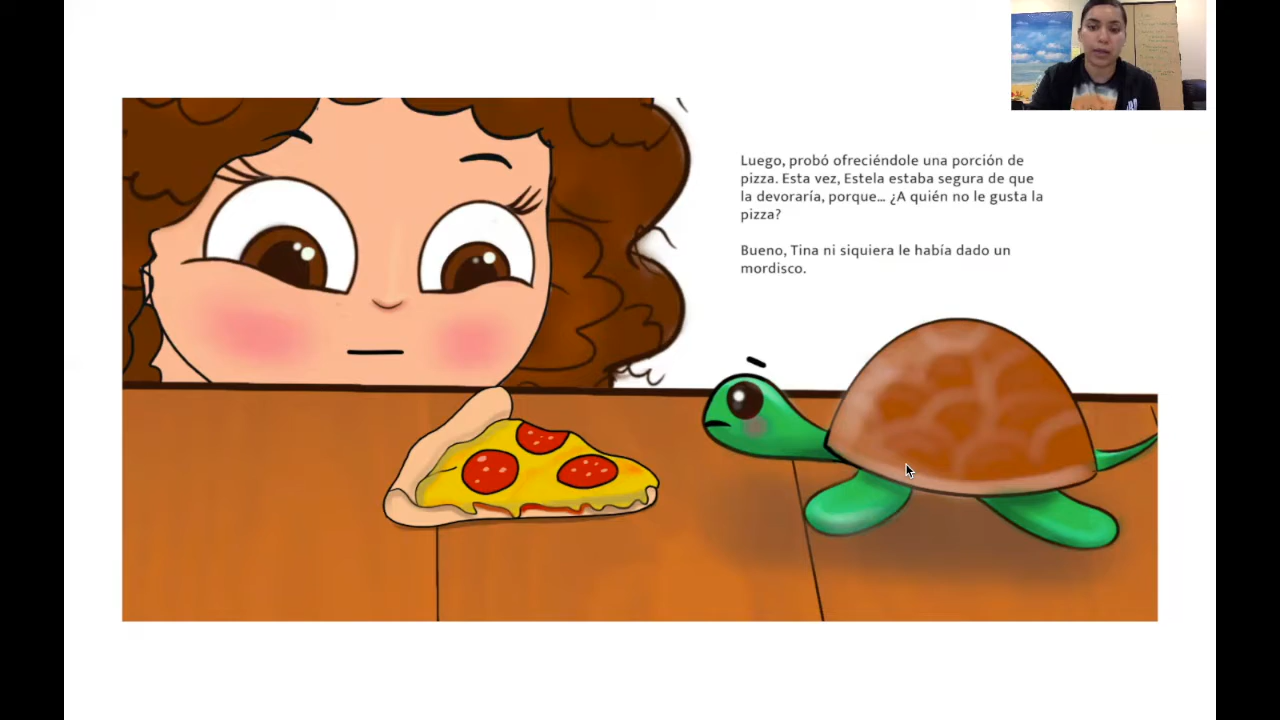 Luego, probó ofreciéndole una porción de
pizza. Esta vez, Estela estaba segura de que
la devoraría, porque... ¿A quién no le gusta la
pizza?
Bueno, Tina ni siquiera le había dado un
mordisco.